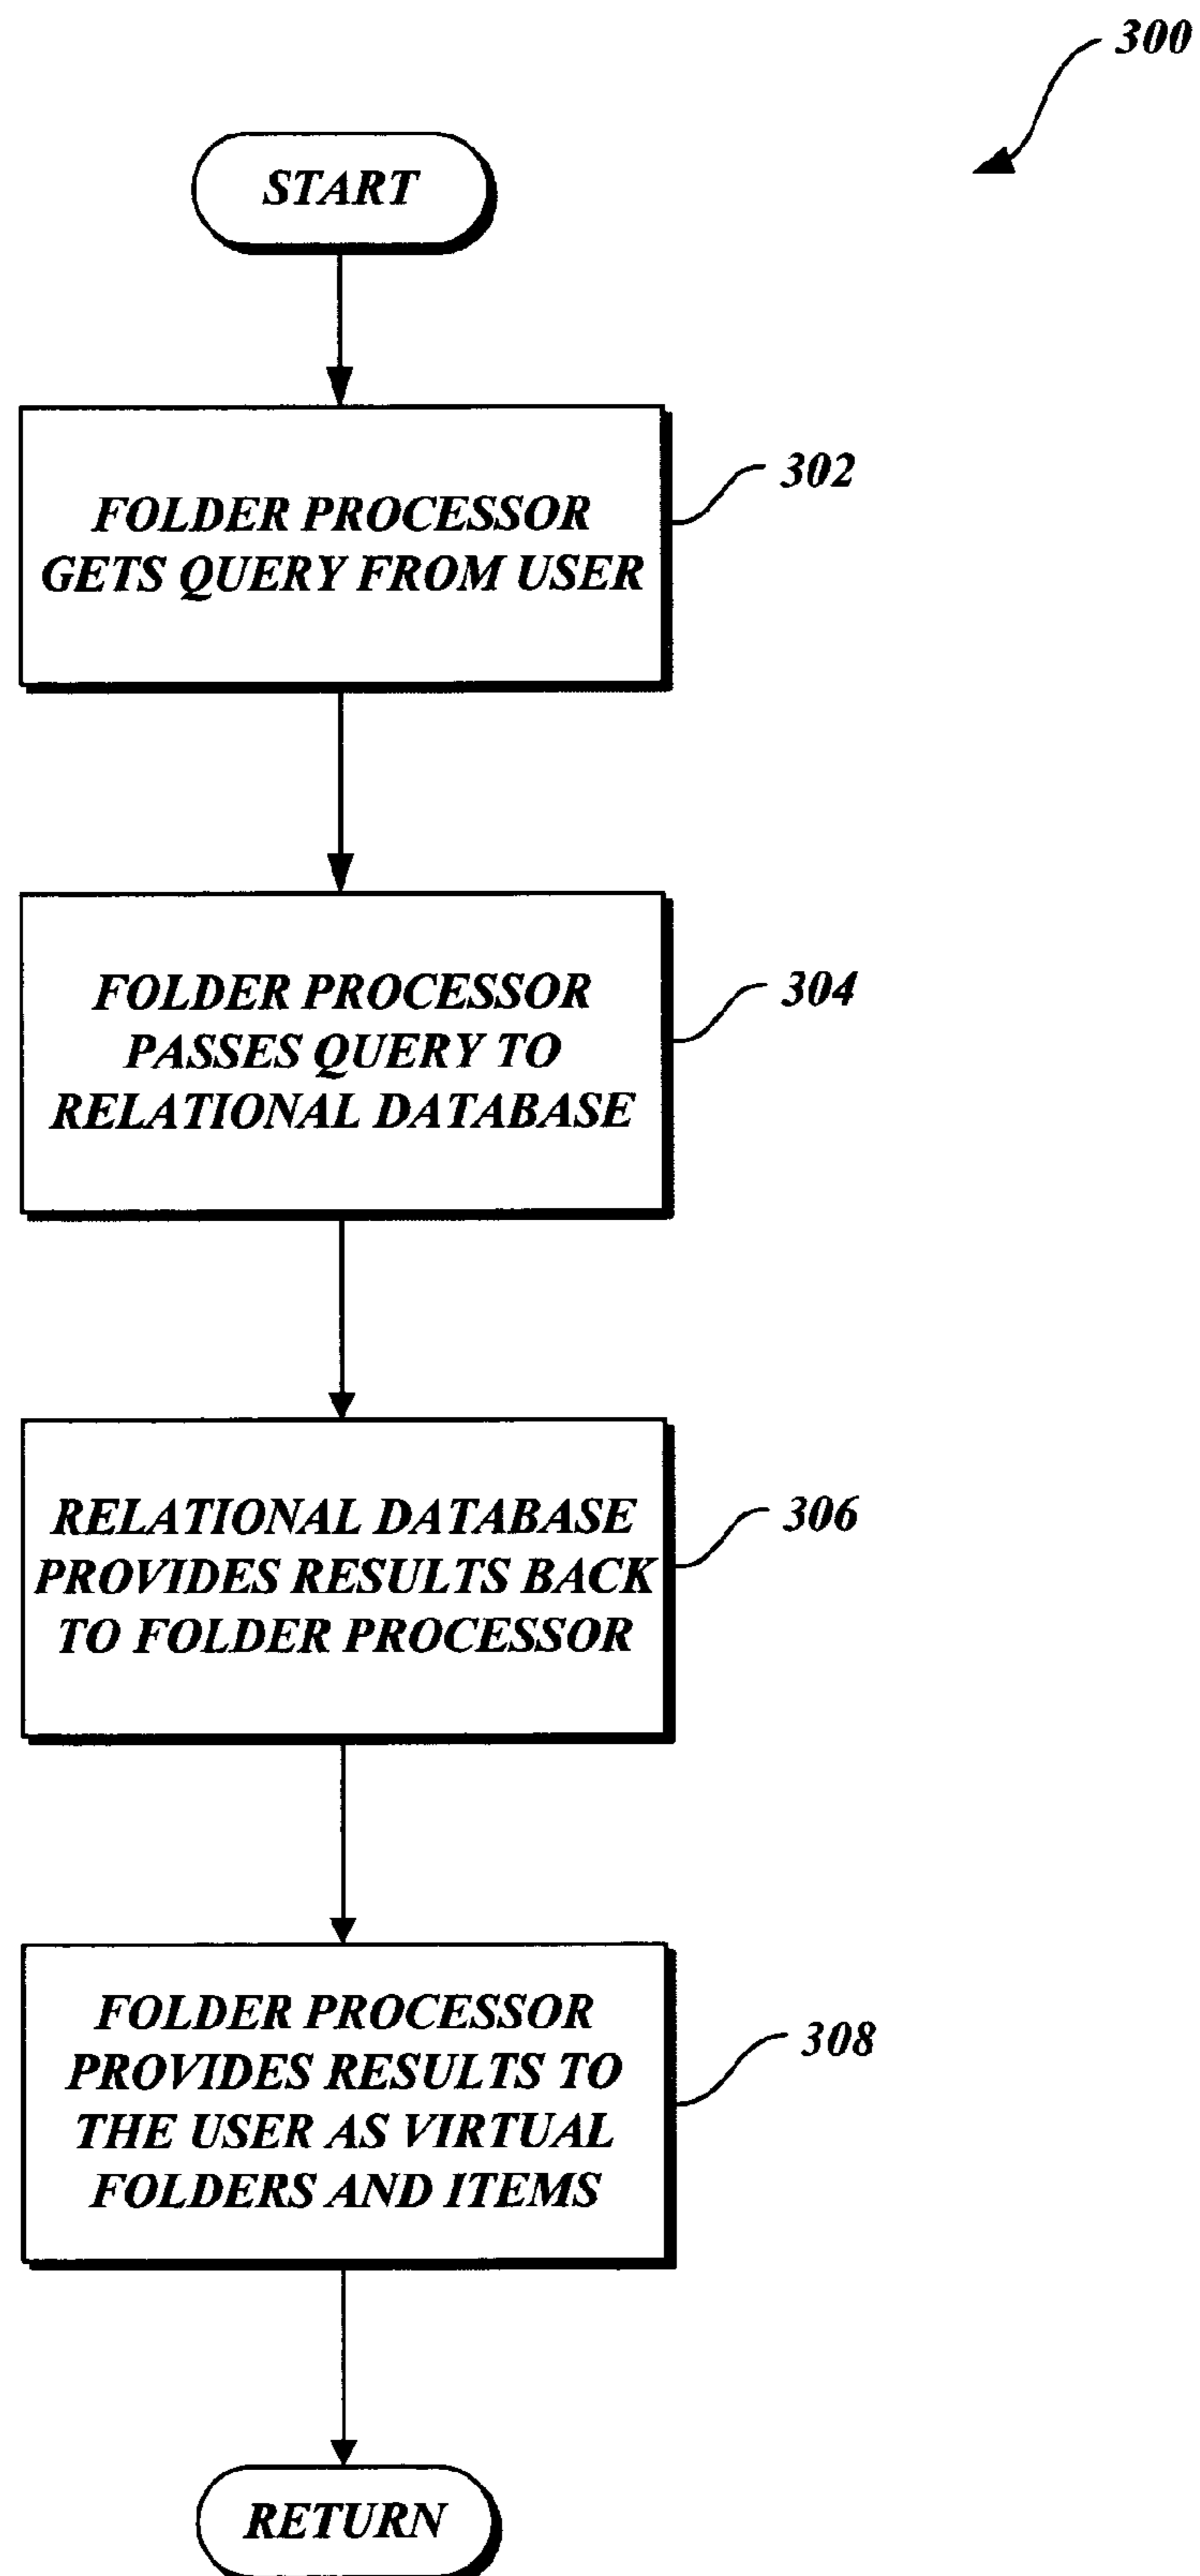 300
START
FOLDER PROCESSOR
GETS QUERY FROM USER
302
FOLDER PROCESSOR
PASSES QUERY TO
RELATIONAL DATABASE
304
RELATIONAL DATABASE
PROVIDES RESULTS BACK
TO FOLDER PROCESSOR
306
FOLDER PROCESSOR
PROVIDES RESULTS TO
THE USER AS VIRTUAL
FOLDERS AND ITEMS
308
RETURN